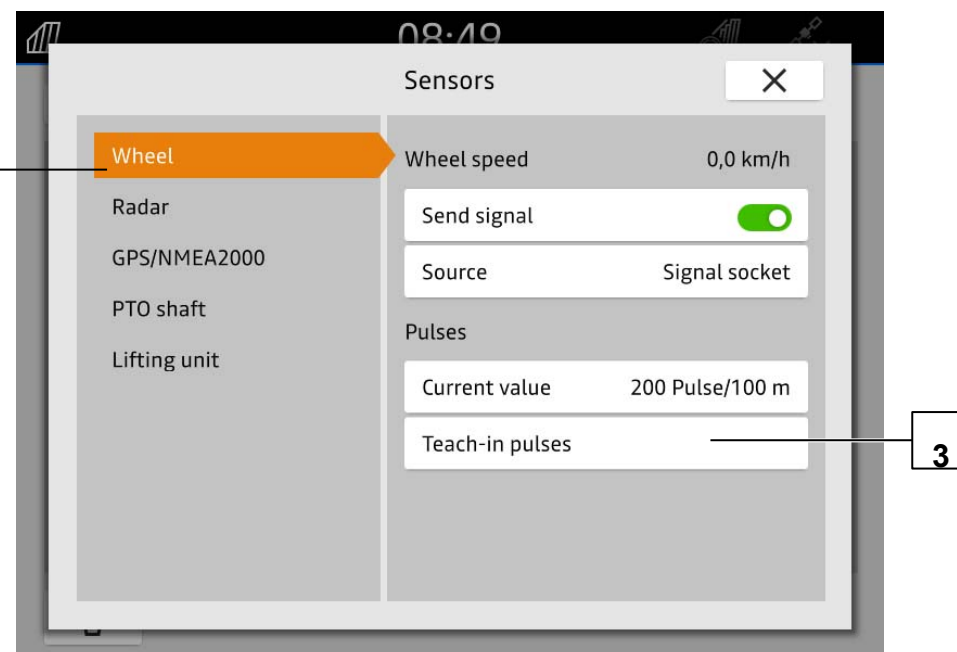 08:49
Sensors
Wheel
Wheel speed 0,0 km/h
Radar
Send signal
GPS/NMEA2000
Source Signal socket
PTO shaft
Pulses
Lifting unit
Current value 200 Pulse/100 m
Teach-in pulses
3